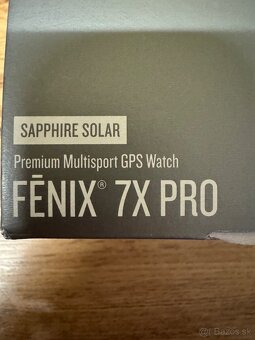 SAPPHIRE SOLAR
Premium Multisport GPS Watch
FĒNIX® 7X PRO
Bazos.sk